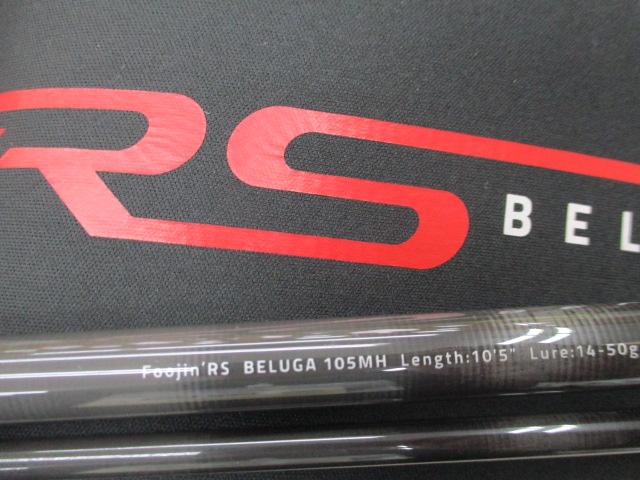 RS
BEL
Foojin'RS BELUGA 105MH Length:10'5" Lure:14-50g